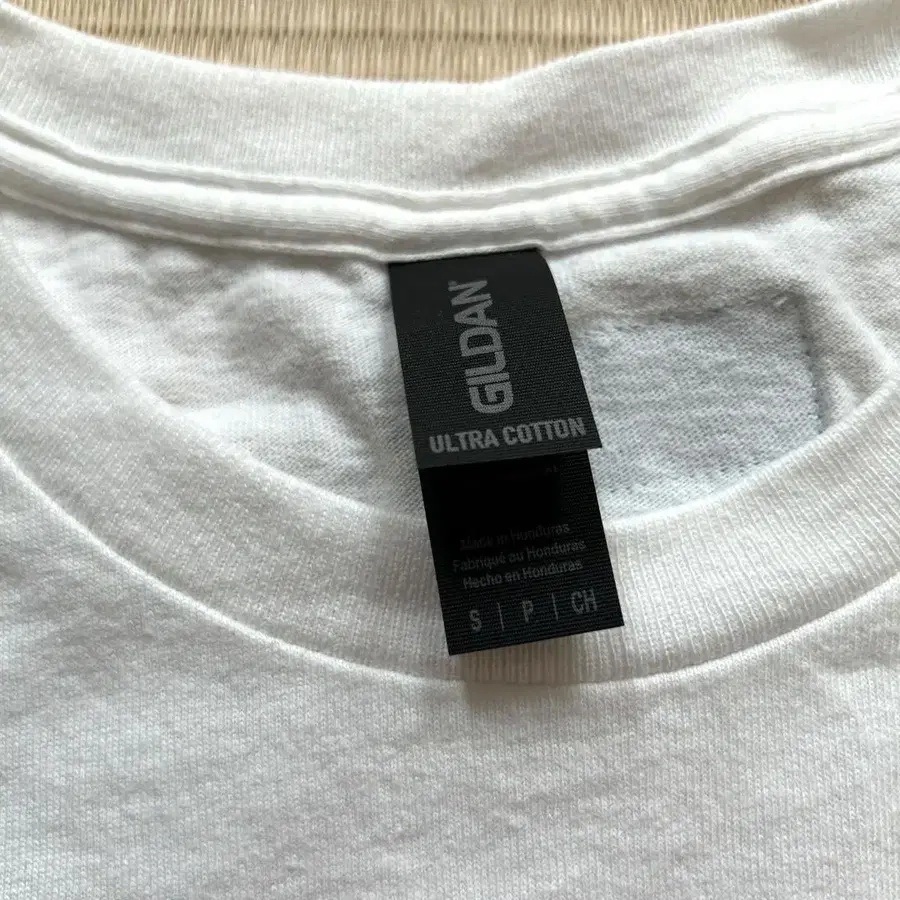 GILDAN
ULTRA COTTON
Made in Honduras
Fabriqué au Honduras
Hecho en Honduras
S | P | CH